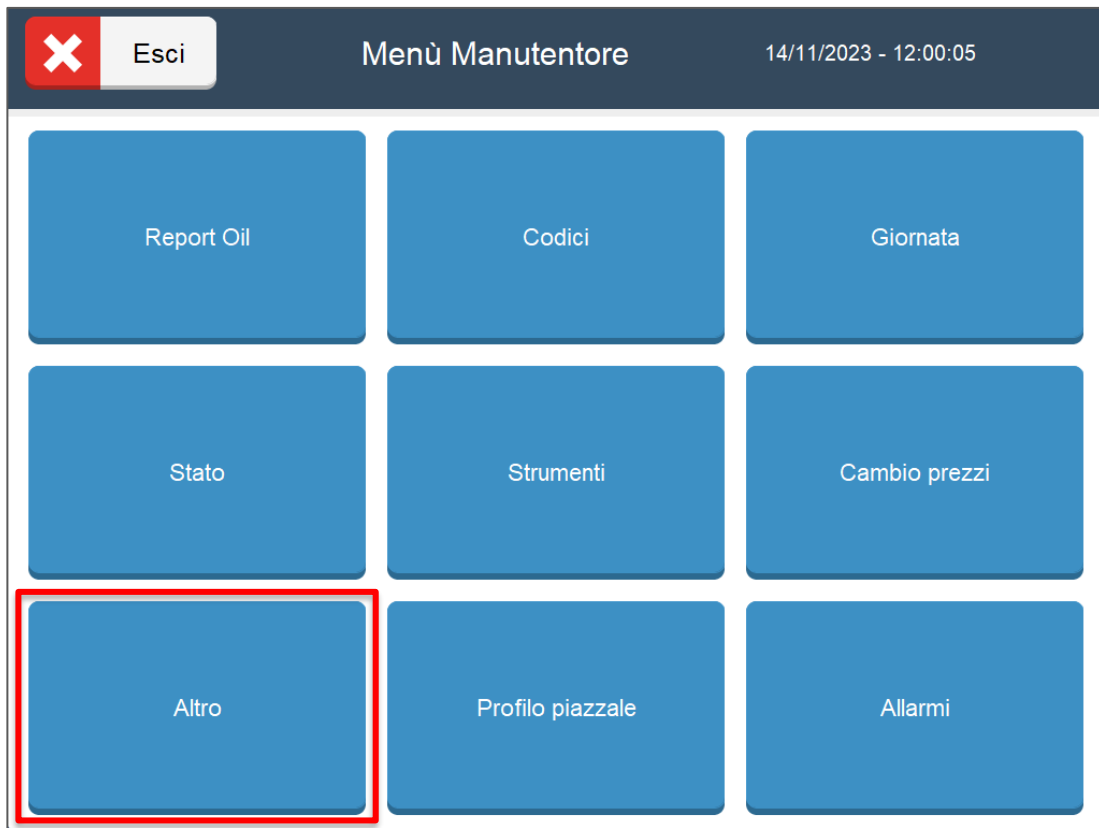 Esci
Menù Manutentore
14/11/2023 - 12:00:05
Report Oil
Codici
Giornata
Stato
Strumenti
Cambio prezzi
Altro
Profilo piazzale
Allarmi